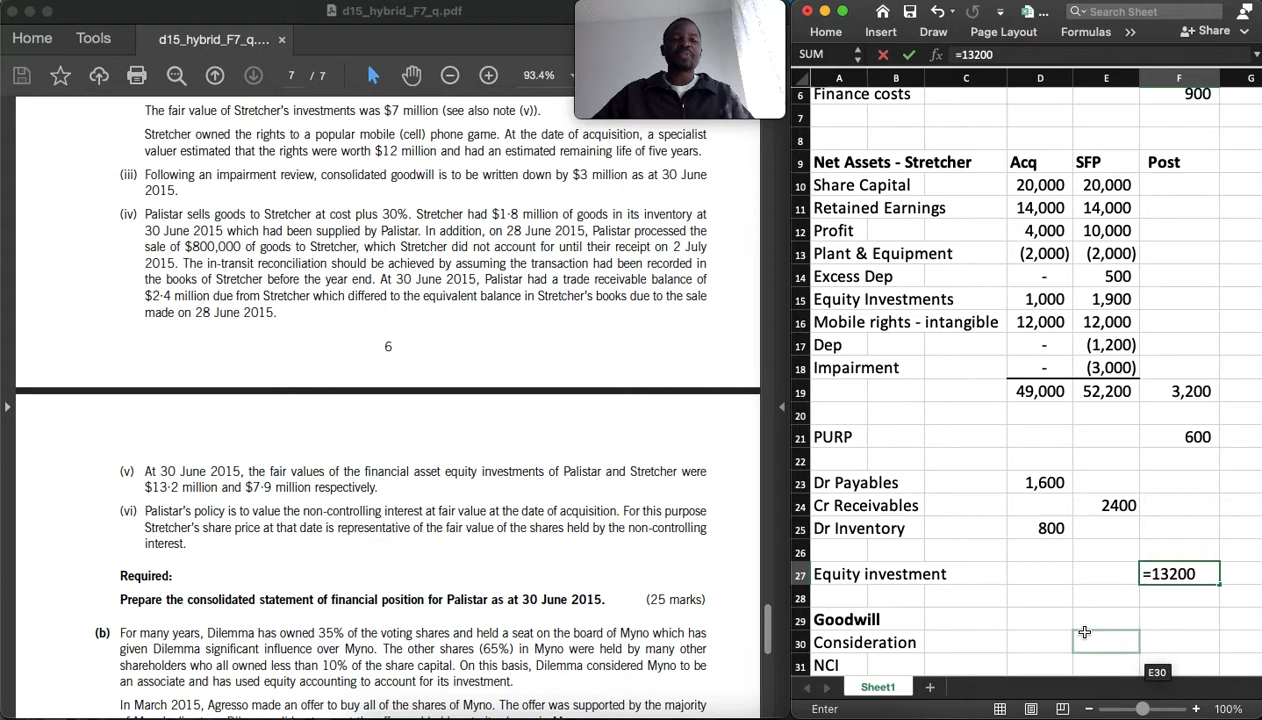 d15_hybrid_F7_q.pdf
Home Tools d15_hybrid_F7_q.... ×
7 / 7 93.4%
The fair value of Stretcher's investments was $7 million (see also note (v)).
Stretcher owned the rights to a popular mobile (cell) phone game. At the date of acquisition, a specialist
valuer estimated that the rights were worth $12 million and had an estimated remaining life of five years.
(iii) Following an impairment review, consolidated goodwill is to be written down by $3 million as at 30 June
2015.
(iv) Palistar sells goods to Stretcher at cost plus 30%. Stretcher had $1·8 million of goods in its inventory at
30 June 2015 which had been supplied by Palistar. In addition, on 28 June 2015, Palistar processed the
sale of $800,000 of goods to Stretcher, which Stretcher did not account for until their receipt on 2 July
2015. The in-transit reconciliation should be achieved by assuming the transaction had been recorded in
the books of Stretcher before the year end. At 30 June 2015, Palistar had a trade receivable balance of
$2·4 million due from Stretcher which differed to the equivalent balance in Stretcher's books due to the sale
made on 28 June 2015.
6
(v) At 30 June 2015, the fair values of the financial asset equity investments of Palistar and Stretcher were
$13·2 million and $7·9 million respectively.
(vi) Palistar's policy is to value the non-controlling interest at fair value at the date of acquisition. For this purpose
Stretcher's share price at that date is representative of the fair value of the shares held by the non-controlling
interest.
Required:
Prepare the consolidated statement of financial position for Palistar as at 30 June 2015. (25 marks)
(b) For many years, Dilemma has owned 35% of the voting shares and held a seat on the board of Myno which has
given Dilemma significant influence over Myno. The other shares (65%) in Myno were held by many other
shareholders who all owned less than 10% of the share capital. On this basis, Dilemma considered Myno to be
an associate and has used equity accounting to account for its investment.
In March 2015, Agresso made an offer to buy all of the shares of Myno. The offer was supported by the majority
... Search Sheet
Home Insert Draw Page Layout Formulas Share
SUM fx =13200
A B C D E F G
6 Finance costs 900
7
8
9 Net Assets - Stretcher Acq SFP Post
10 Share Capital 20,000 20,000
11 Retained Earnings 14,000 14,000
12 Profit 4,000 10,000
13 Plant & Equipment (2,000) (2,000)
14 Excess Dep - 500
15 Equity Investments 1,000 1,900
16 Mobile rights - intangible 12,000 12,000
17 Dep - (1,200)
18 Impairment - (3,000)
19 49,000 52,200 3,200
20
21 PURP 600
22
23 Dr Payables 1,600
24 Cr Receivables 2400
25 Dr Inventory 800
26
27 Equity investment =13200
28
29 Goodwill
30 Consideration
31 NCI
E30
Sheet1
Enter 100%